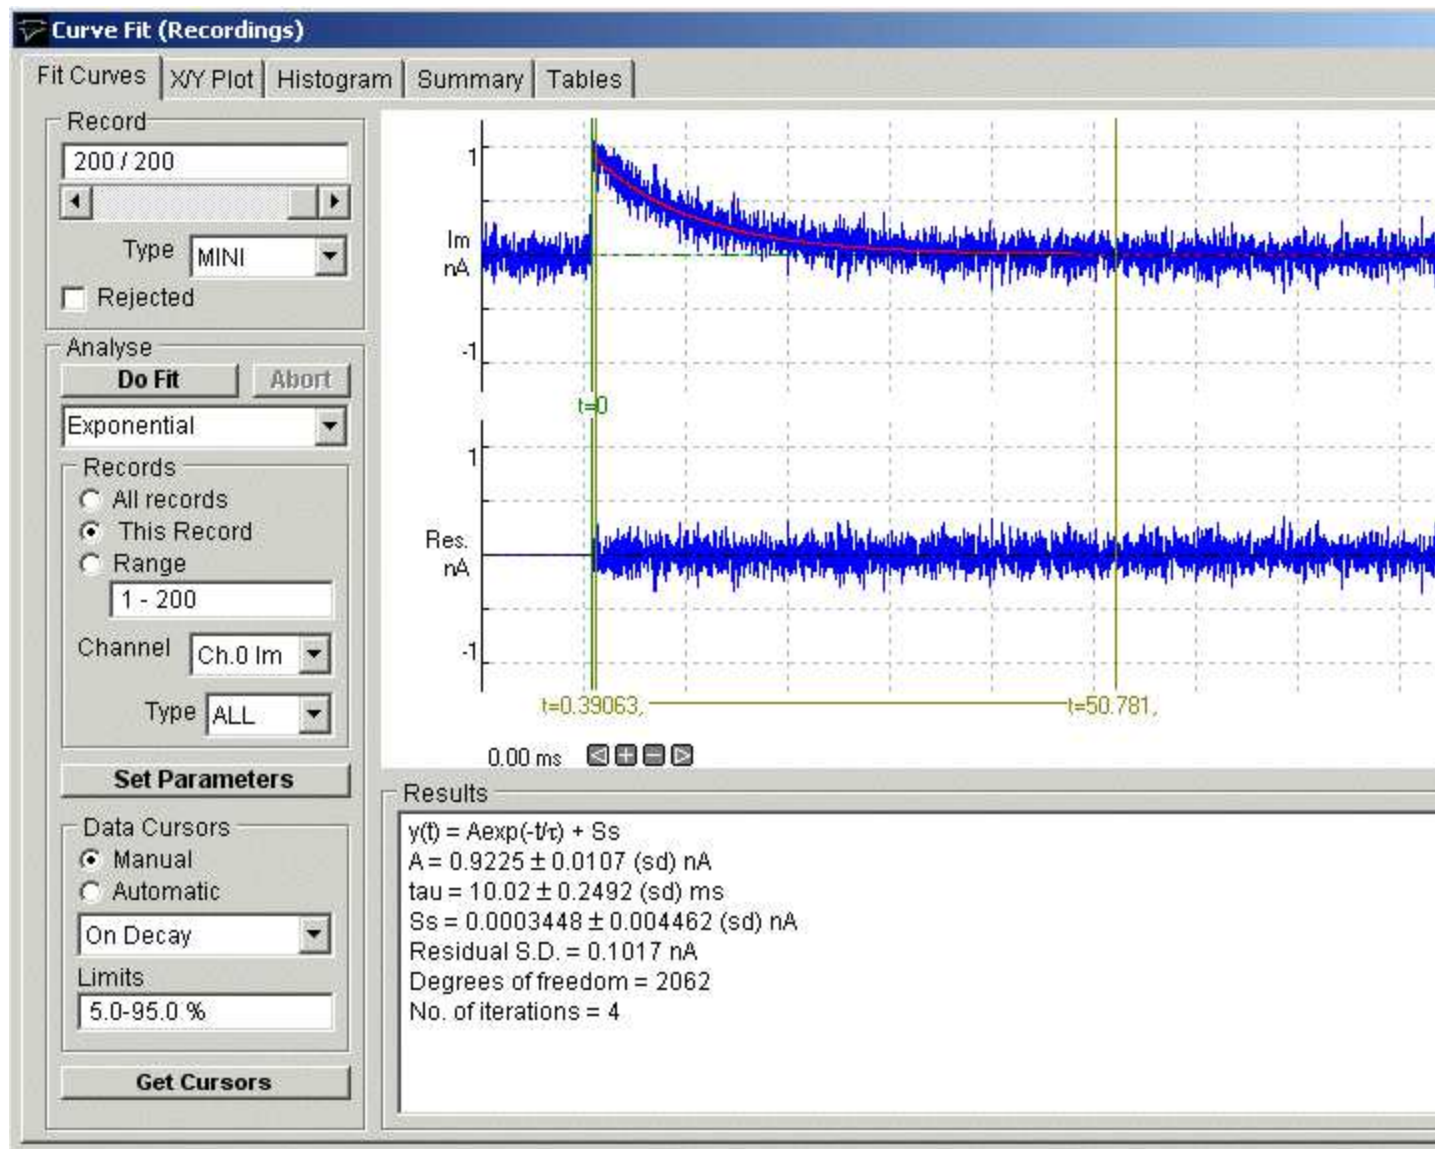 Curve Fit (Recordings)
Fit Curves X/Y Plot Histogram Summary Tables
Record
200 / 200
Type MINI
Rejected
Analyse
Do Fit Abort
Exponential
Records
All records
This Record
Range
1 - 200
Channel Ch.0 Im
Type ALL
Set Parameters
Data Cursors
Manual
Automatic
On Decay
Limits
5.0-95.0 %
Get Cursors
1
Im
nA
-1
t=0
1
Res.
nA
-1
t=0.39063, t=50.781,
0.00 ms
Results
y(t) = Aexp(-t/τ) + Ss
A = 0.9225 ± 0.0107 (sd) nA
tau = 10.02 ± 0.2492 (sd) ms
Ss = 0.0003448 ± 0.004462 (sd) nA
Residual S.D. = 0.1017 nA
Degrees of freedom = 2062
No. of iterations = 4